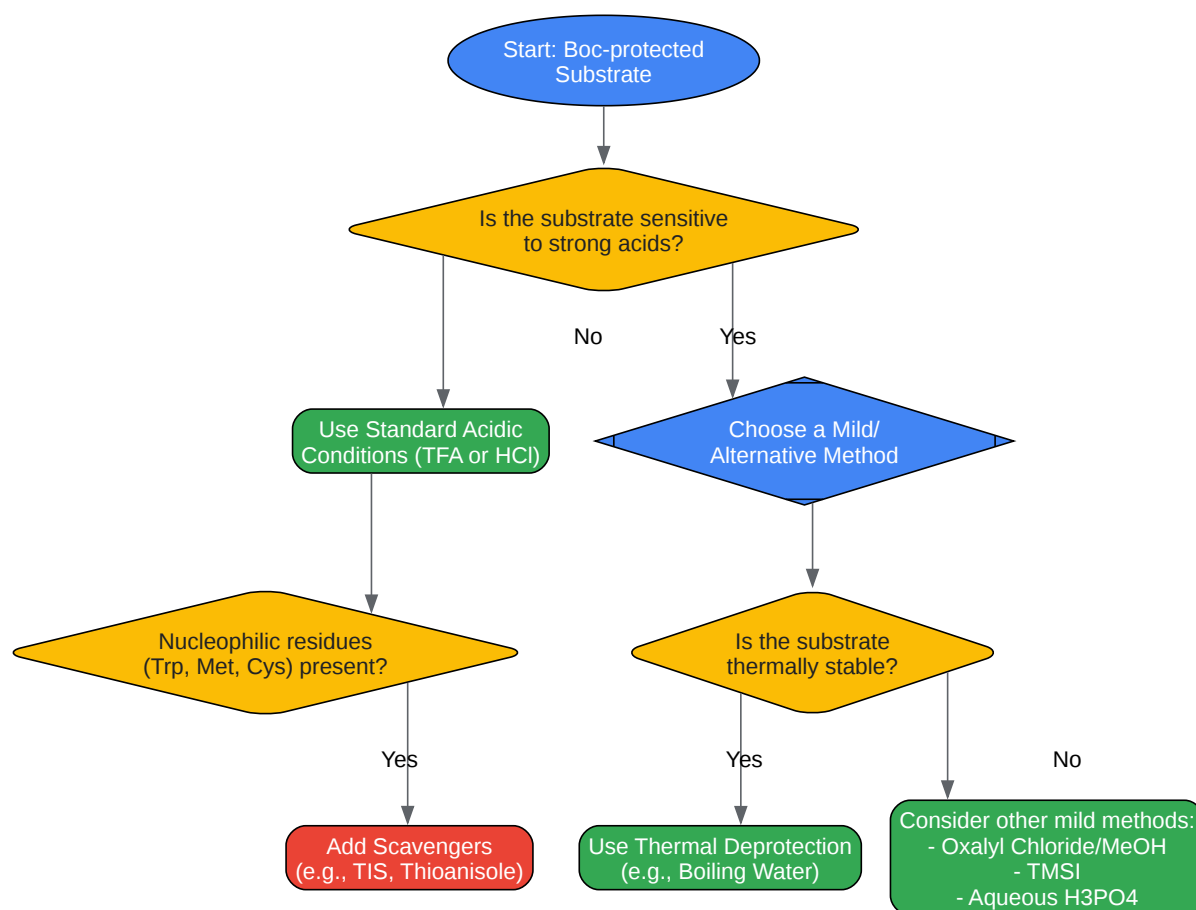 Start: Boc-protected
Substrate
Is the substrate sensitive
to strong acids?
No
Yes
Use Standard Acidic
Conditions (TFA or HCl)
Choose a Mild/
Alternative Method
Nucleophilic residues
(Trp, Met, Cys) present?
Is the substrate
thermally stable?
Yes
Yes
No
Add Scavengers
(e.g., TIS, Thioanisole)
Use Thermal Deprotection
(e.g., Boiling Water)
Consider other mild methods:
- Oxalyl Chloride/MeOH
- TMSI
- Aqueous H3PO4